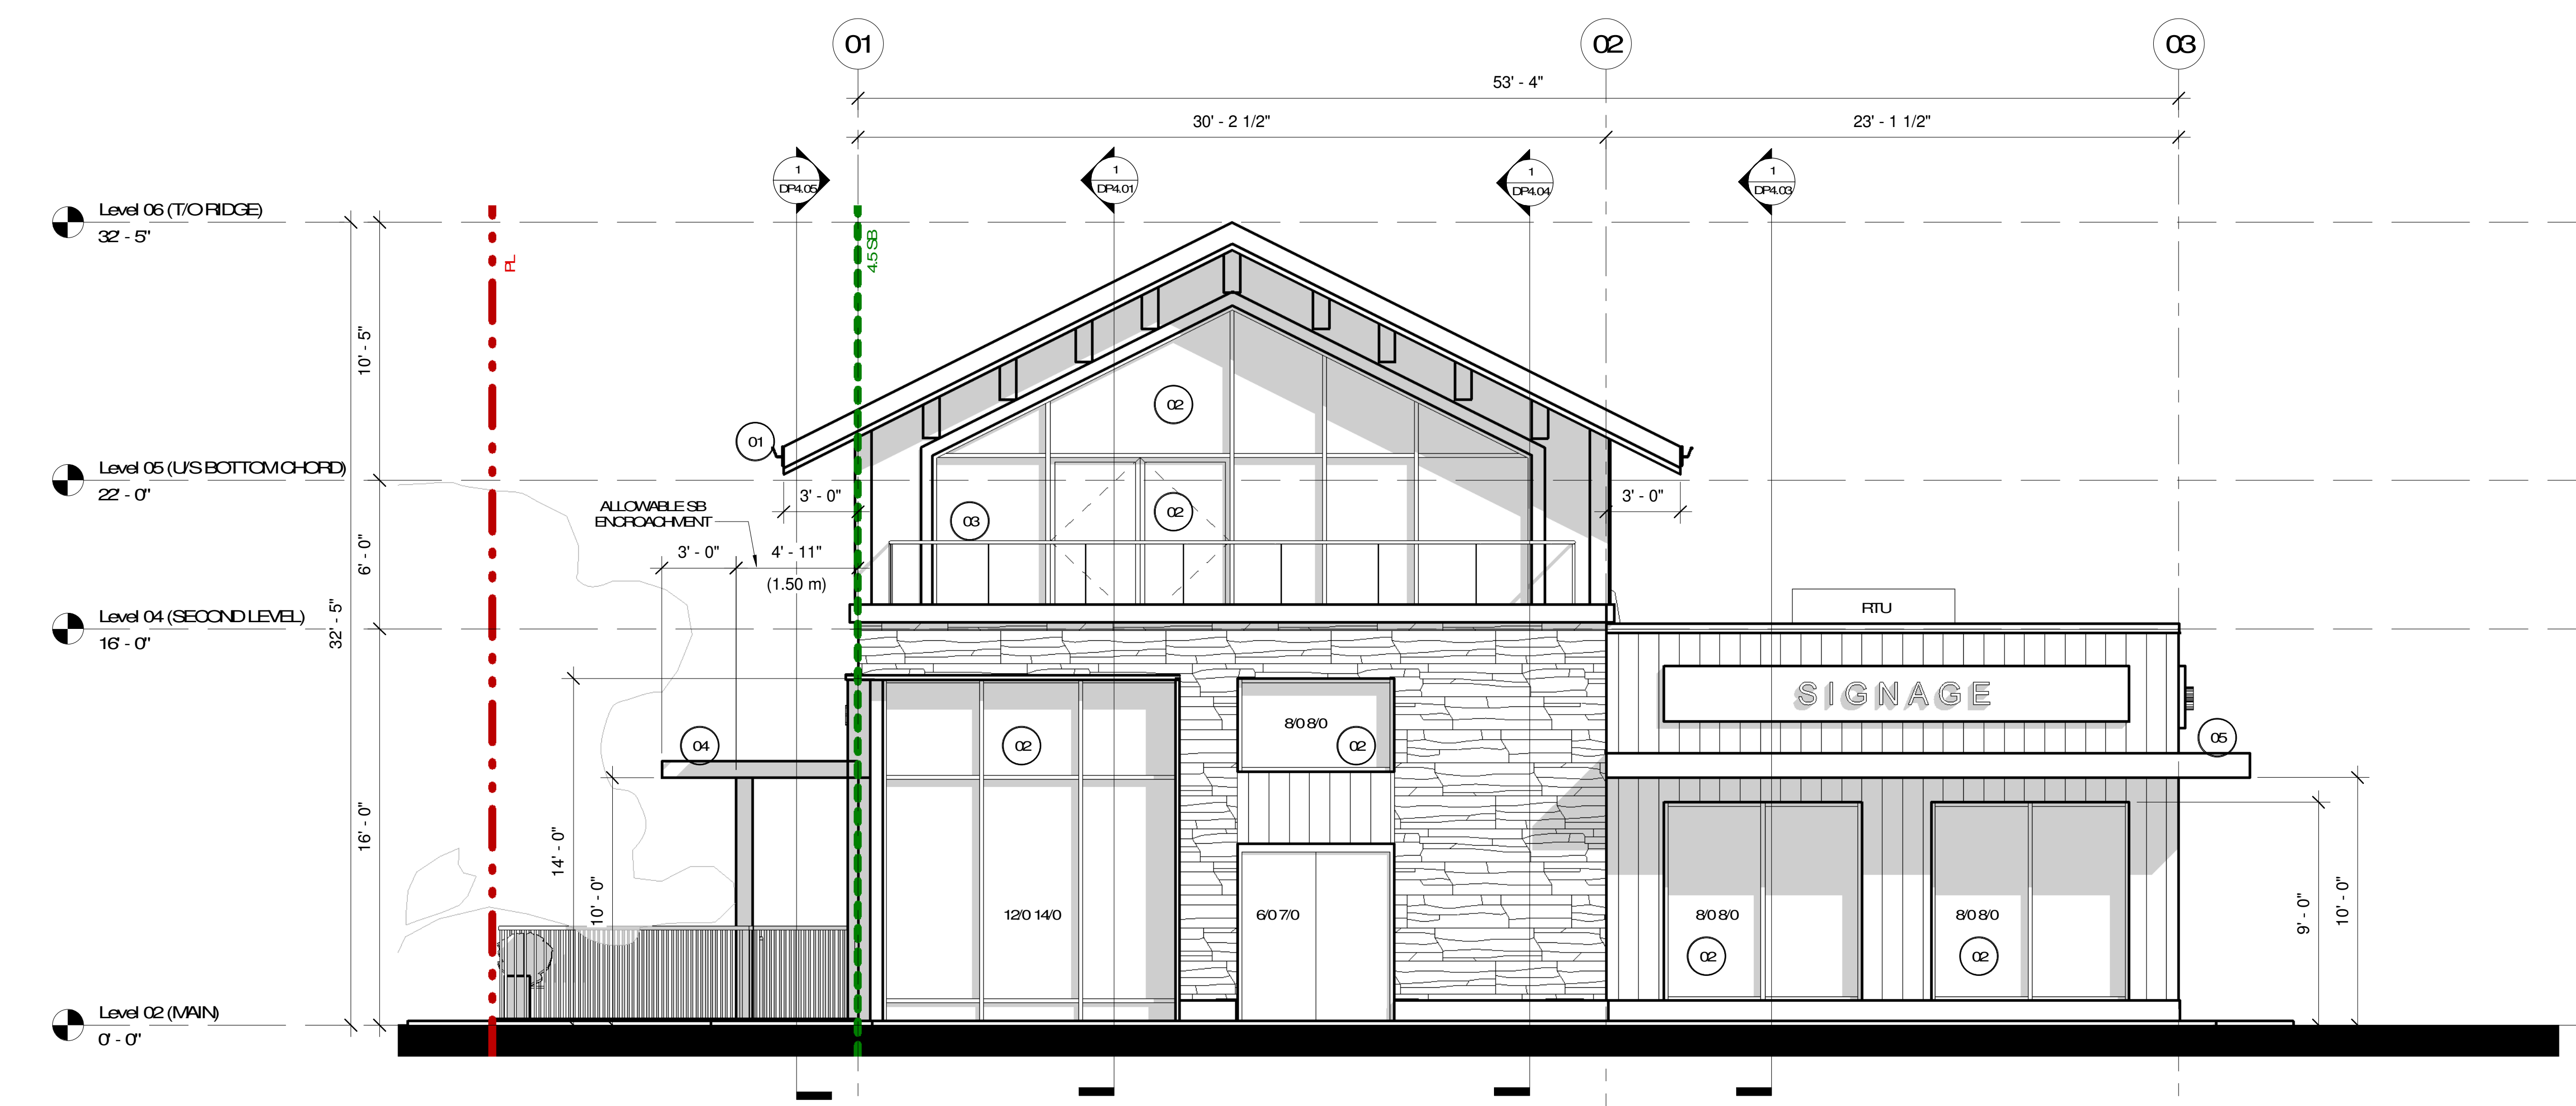 01
02
03
53' - 4"
30' - 2 1/2"
23' - 1 1/2"
1
DP4.05
1
DP4.01
1
DP4.04
1
DP4.03
Level 06 (T/O RIDGE)
32' - 5"
PL
4.5 SB
10' - 5"
02
01
Level 05 (U/S BOTTOM CHORD)
22' - 0"
3' - 0"
3' - 0"
ALLOWABLE SB
ENCROACHMENT
03
02
6' - 0"
3' - 0"
4' - 11"
(1.50 m)
Level 04 (SECOND LEVEL)
16' - 0"
32' - 5"
RTU
SIGNAGE
8/0 8/0
04
02
02
05
16' - 0"
14' - 0"
10' - 0"
12/0 14/0
6/0 7/0
8/0 8/0
8/0 8/0
02
02
9' - 0"
10' - 0"
Level 02 (MAIN)
0' - 0"